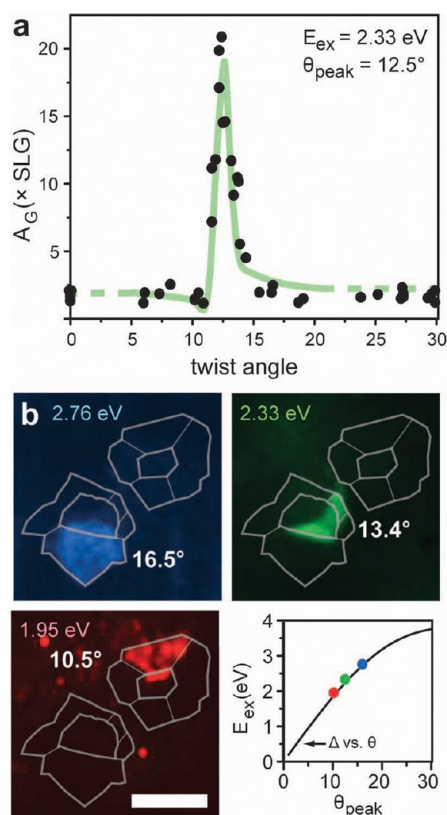 a
E_ex = 2.33 eV
θ_peak = 12.5°
A_G(× SLG)
20
15
10
5
0 5 10 15 20 25 30
twist angle
b 2.76 eV
16.5°
2.33 eV
13.4°
1.95 eV
10.5°
E_ex(eV)
4
3
2
1
0
Δ vs. θ
0 10 20 30
θ_peak